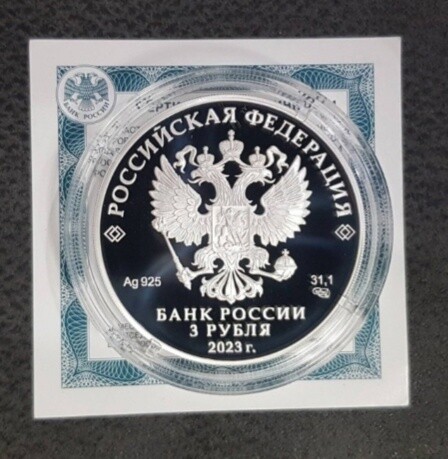 БАНК РОССИИ
РОССИЙСКАЯ ФЕДЕРАЦИЯ
Ag 925
31,1
БАНК РОССИИ
3 РУБЛЯ
2023 г.